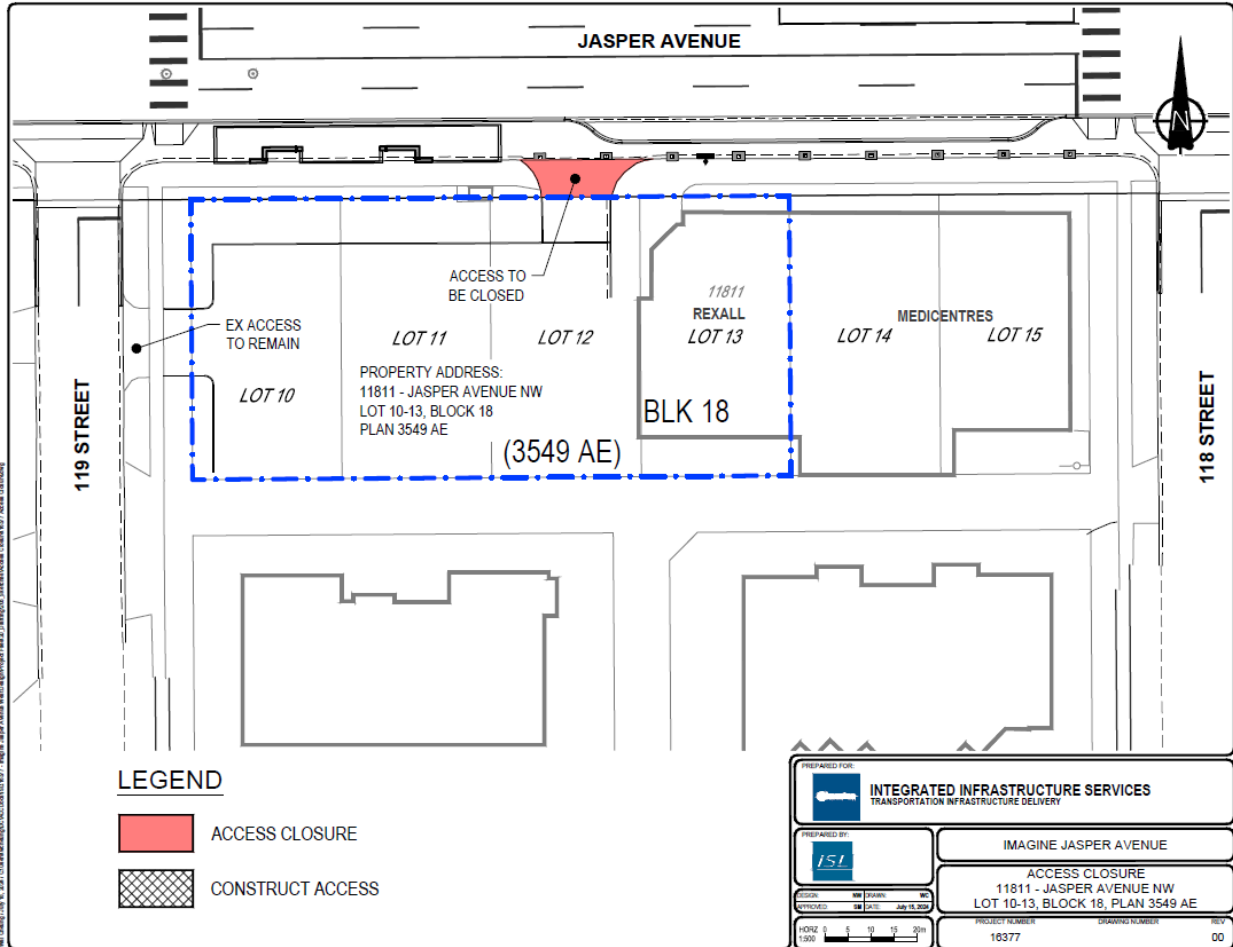 JASPER AVENUE
N
ACCESS TO
BE CLOSED
EX ACCESS
TO REMAIN
11811
REXALL
LOT 13
MEDICENTRES
LOT 10
LOT 11
LOT 12
LOT 14
LOT 15
PROPERTY ADDRESS:
11811 - JASPER AVENUE NW
LOT 10-13, BLOCK 18
PLAN 3549 AE
BLK 18
(3549 AE)
119 STREET
118 STREET
LEGEND
ACCESS CLOSURE
CONSTRUCT ACCESS
PREPARED FOR:
INTEGRATED INFRASTRUCTURE SERVICES
TRANSPORTATION INFRASTRUCTURE DELIVERY
PREPARED BY:
ISL
IMAGINE JASPER AVENUE
ACCESS CLOSURE
11811 - JASPER AVENUE NW
LOT 10-13, BLOCK 18, PLAN 3549 AE
DESIGN: NW DRAWN: WC
APPROVED: SM DATE: July 15, 2024
HORZ 0 5 10 15 20m
1:500
PROJECT NUMBER DRAWING NUMBER REV
16377 00